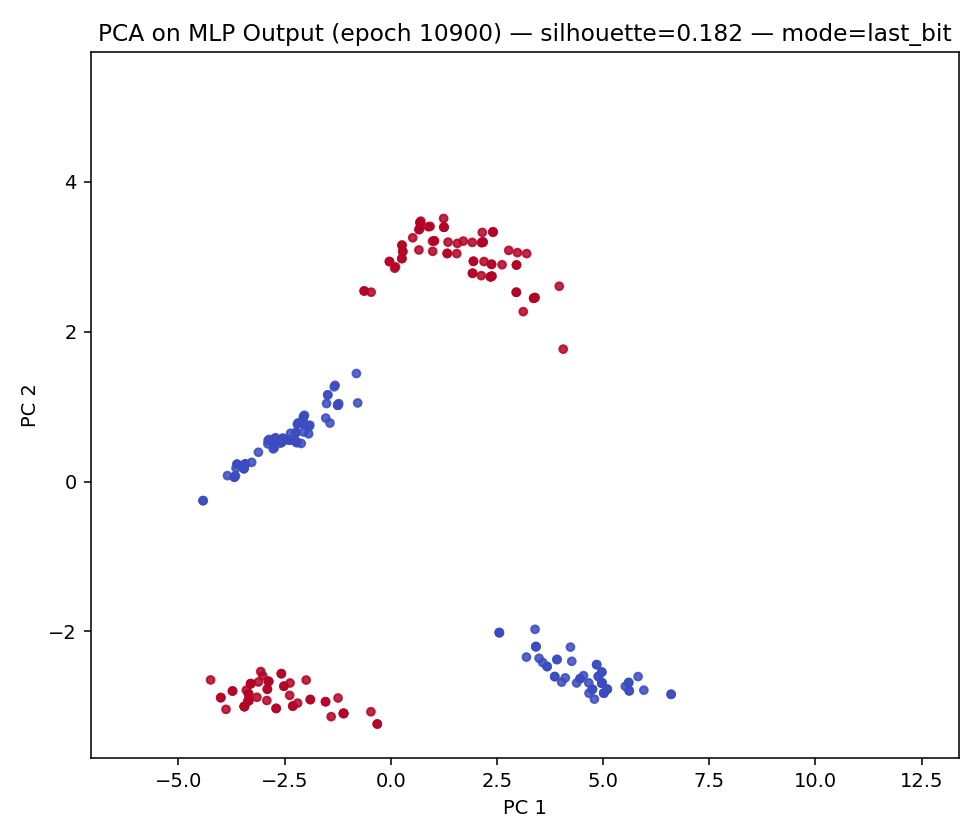 PCA on MLP Output (epoch 10900) — silhouette=0.182 — mode=last_bit
4
2
0
−2
PC 2
−5.0 −2.5 0.0 2.5 5.0 7.5 10.0 12.5
PC 1